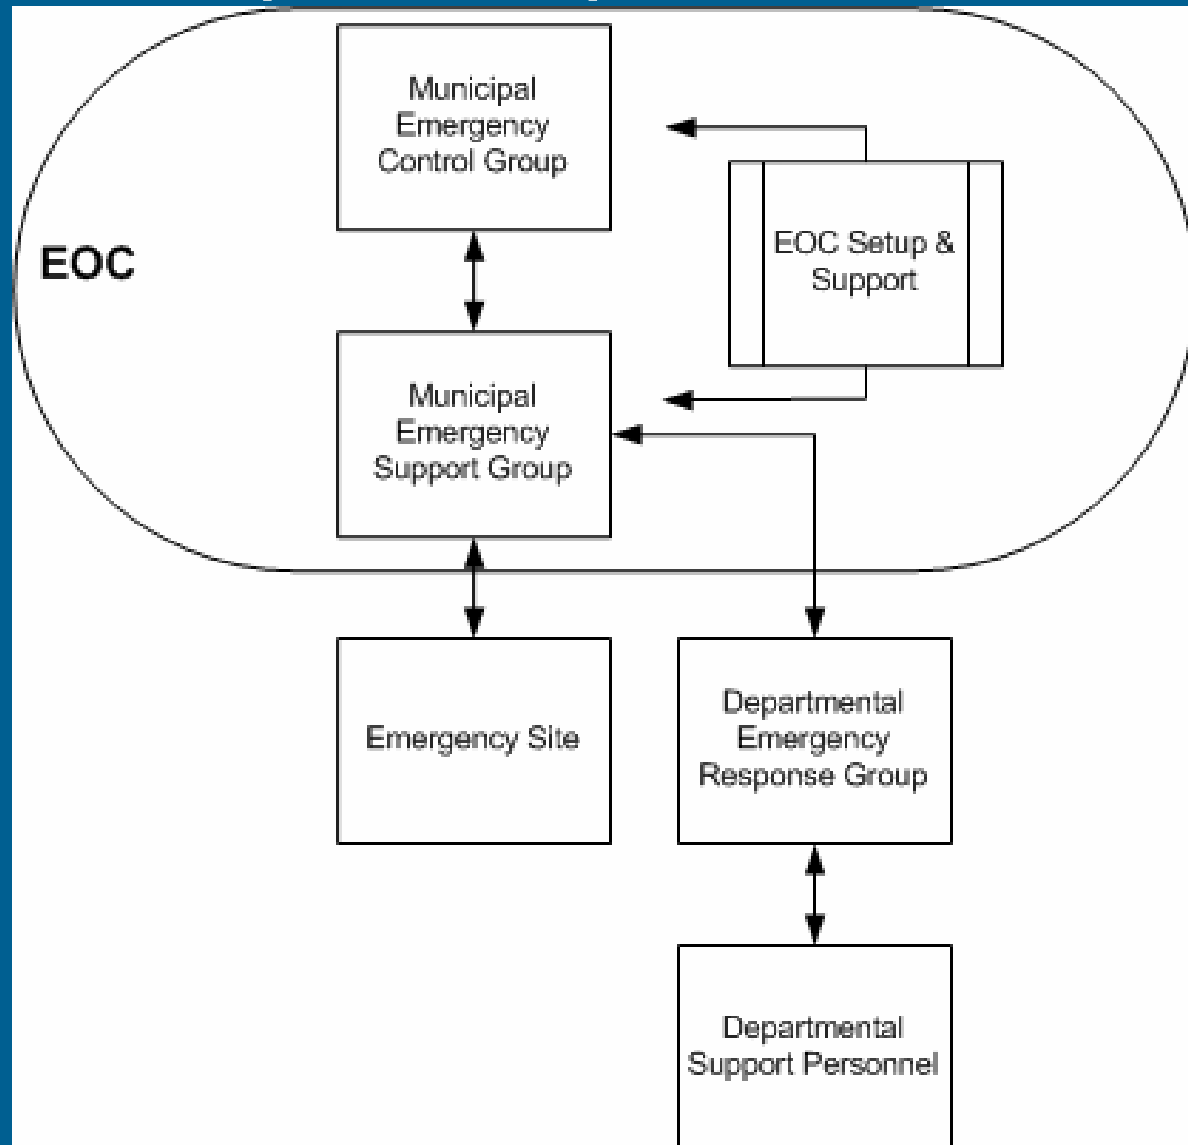 Municipal
Emergency
Control Group
EOC Setup &
Support
EOC
Municipal
Emergency
Support Group
Emergency Site
Departmental
Emergency
Response Group
Departmental
Support Personnel